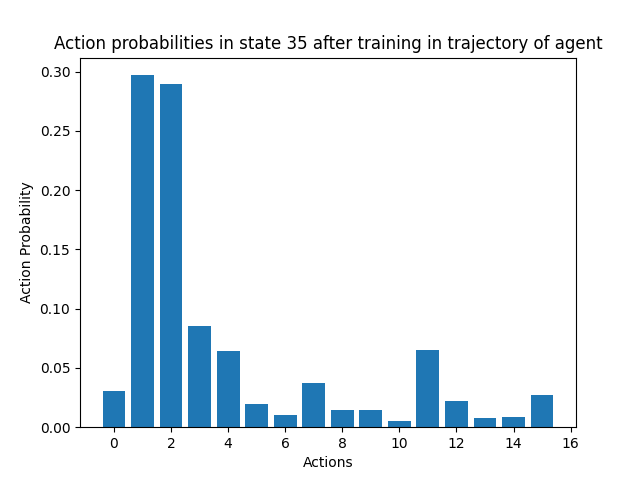 Action probabilities in state 35 after training in trajectory of agent
0.30
0.25
0.20
0.15
0.10
0.05
0.00
Action Probability
0 2 4 6 8 10 12 14 16
Actions